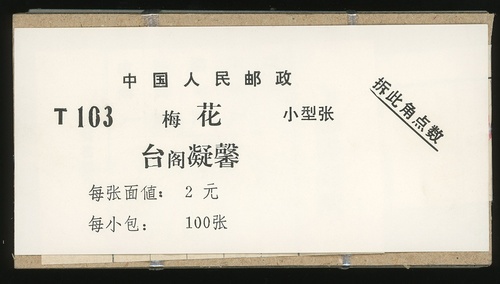 中国人民邮政
T 103 梅花 小型张
拆此角点数
台阁凝馨
每张面值： 2 元
每小包： 100张